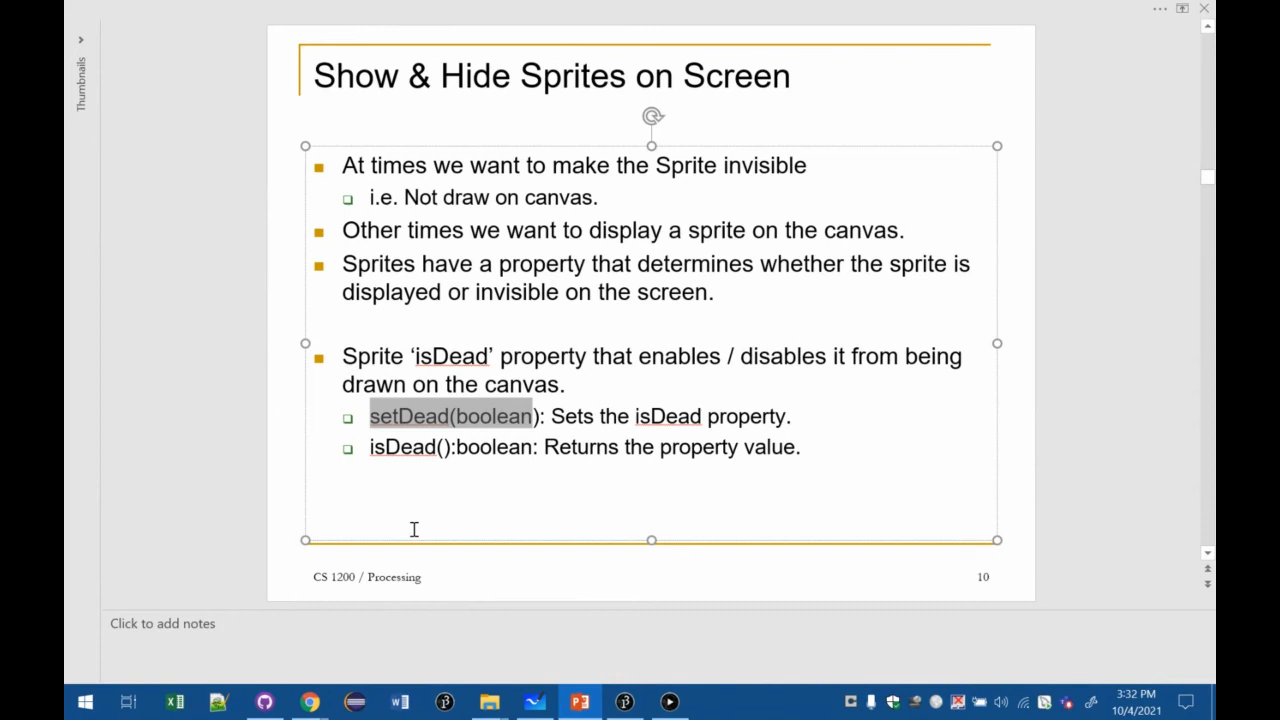 Thumbnails
Show & Hide Sprites on Screen
At times we want to make the Sprite invisible
i.e. Not draw on canvas.
Other times we want to display a sprite on the canvas.
Sprites have a property that determines whether the sprite is
displayed or invisible on the screen.
Sprite ‘isDead’ property that enables / disables it from being
drawn on the canvas.
setDead(boolean): Sets the isDead property.
isDead():boolean: Returns the property value.
CS 1200 / Processing
10
Click to add notes
3:32 PM
10/4/2021